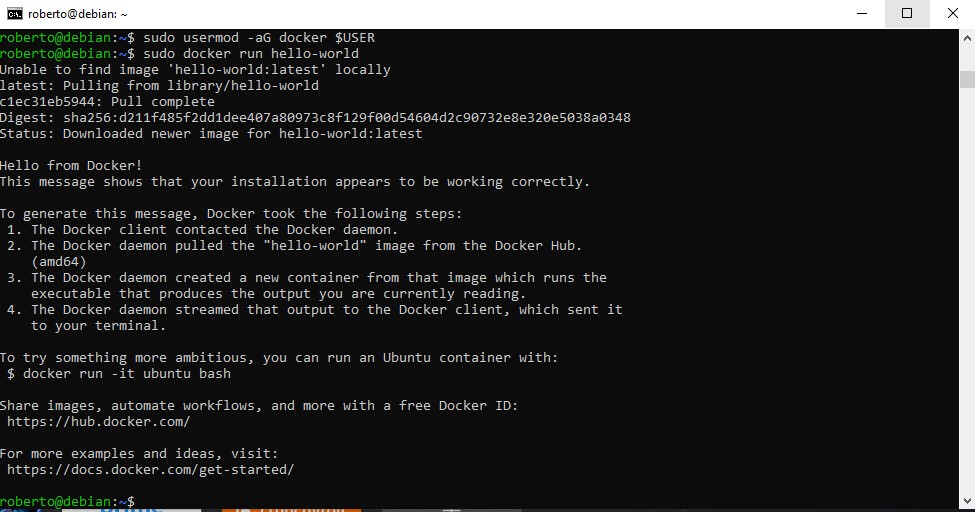 roberto@debian: ~
roberto@debian:~$ sudo usermod -aG docker $USER
roberto@debian:~$ sudo docker run hello-world
Unable to find image 'hello-world:latest' locally
latest: Pulling from library/hello-world
c1ec31eb5944: Pull complete
Digest: sha256:d211f485f2dd1dee407a80973c8f129f00d54604d2c90732e8e320e5038a0348
Status: Downloaded newer image for hello-world:latest
Hello from Docker!
This message shows that your installation appears to be working correctly.
To generate this message, Docker took the following steps:
1. The Docker client contacted the Docker daemon.
2. The Docker daemon pulled the "hello-world" image from the Docker Hub.
(amd64)
3. The Docker daemon created a new container from that image which runs the
executable that produces the output you are currently reading.
4. The Docker daemon streamed that output to the Docker client, which sent it
to your terminal.
To try something more ambitious, you can run an Ubuntu container with:
$ docker run -it ubuntu bash
Share images, automate workflows, and more with a free Docker ID:
https://hub.docker.com/
For more examples and ideas, visit:
https://docs.docker.com/get-started/
roberto@debian:~$